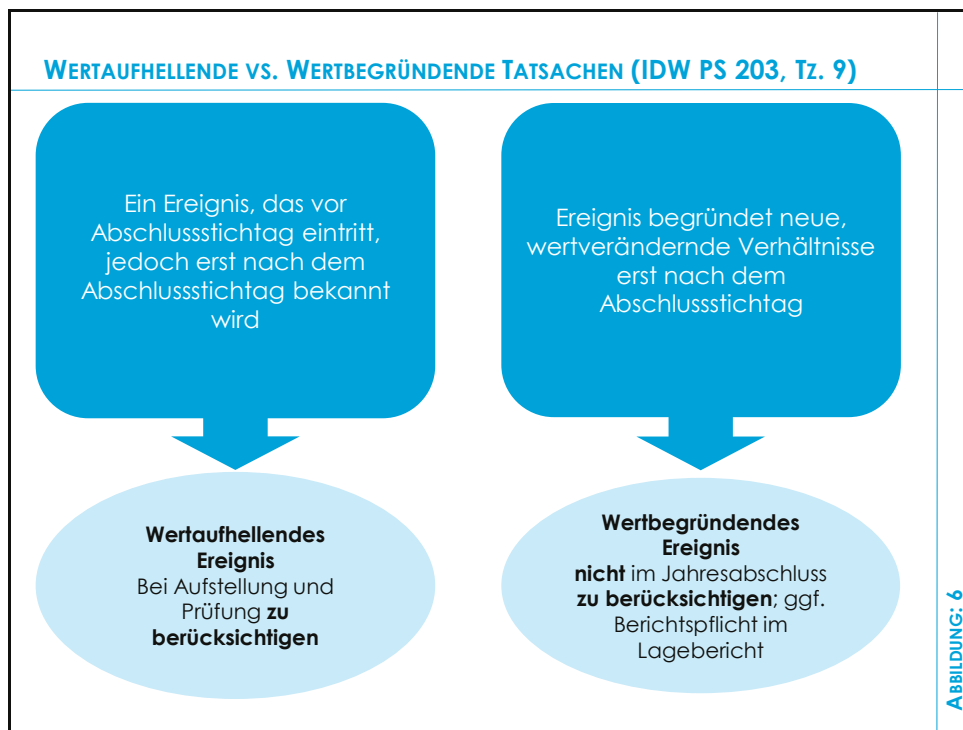 WERTAUFHELLENDE VS. WERTBEGRÜNDENDE TATSACHEN (IDW PS 203, TZ. 9)
Ein Ereignis, das vor
Abschlussstichtag eintritt,
jedoch erst nach dem
Abschlussstichtag bekannt
wird
Ereignis begründet neue,
wertverändernde Verhältnisse
erst nach dem
Abschlussstichtag
Wertaufhellendes
Ereignis
Bei Aufstellung und
Prüfung zu
berücksichtigen
Wertbegründendes
Ereignis
nicht im Jahresabschluss
zu berücksichtigen; ggf.
Berichtspflicht im
Lagebericht
ABBILDUNG: 6